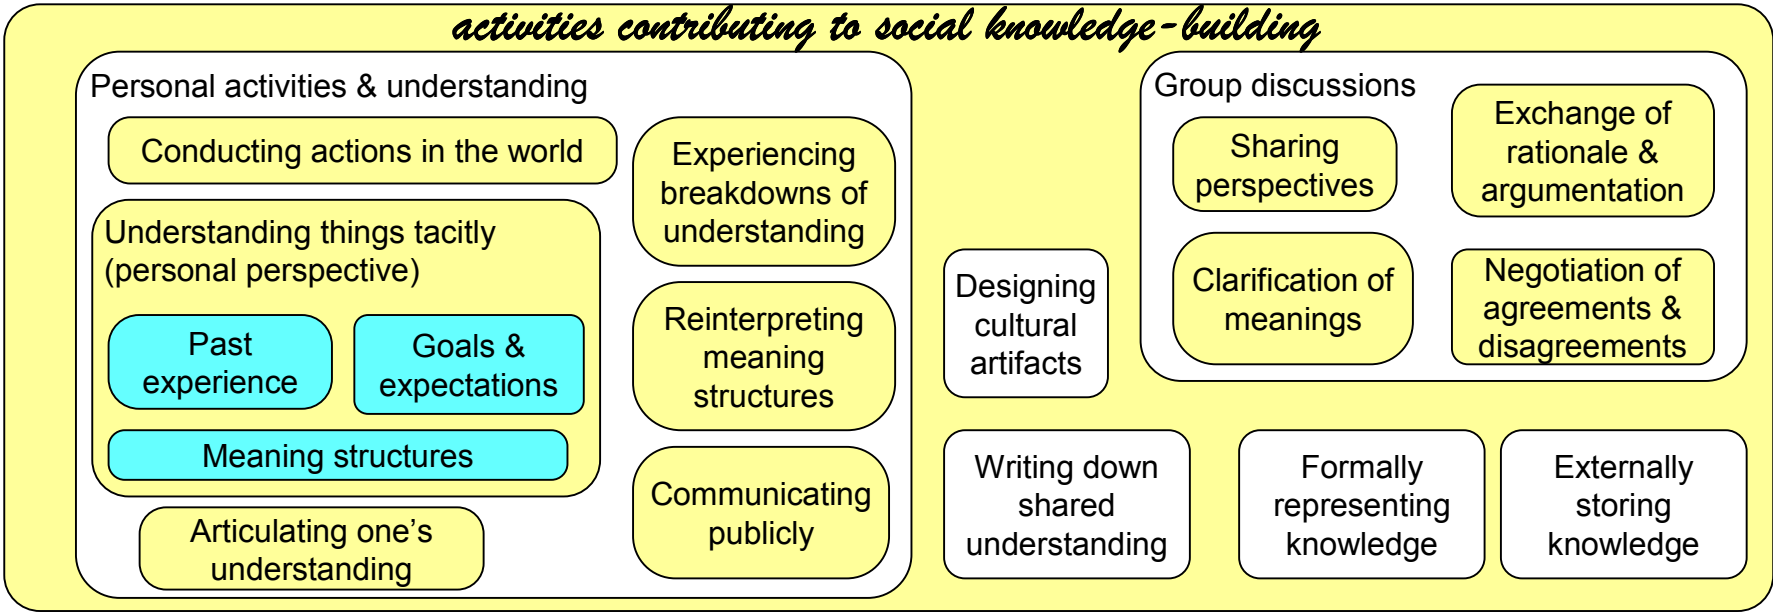 activities contributing to social knowledge-building
Personal activities & understanding
Conducting actions in the world
Understanding things tacitly
(personal perspective)
Past
experience
Goals &
expectations
Meaning structures
Articulating one’s
understanding
Experiencing
breakdowns of
understanding
Reinterpreting
meaning
structures
Communicating
publicly
Designing
cultural
artifacts
Group discussions
Sharing
perspectives
Exchange of
rationale &
argumentation
Clarification of
meanings
Negotiation of
agreements &
disagreements
Writing down
shared
understanding
Formally
representing
knowledge
Externally
storing
knowledge